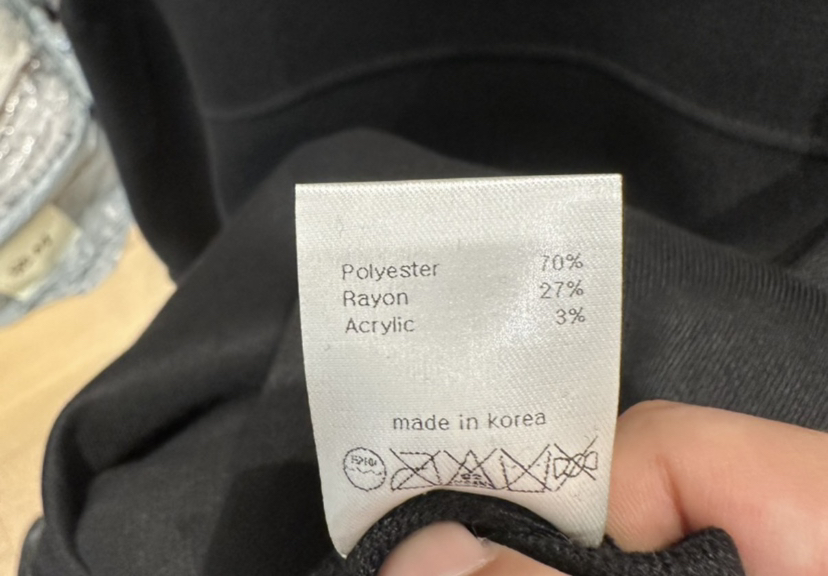 Polyester 70%
Rayon 27%
Acrylic 3%
made in korea